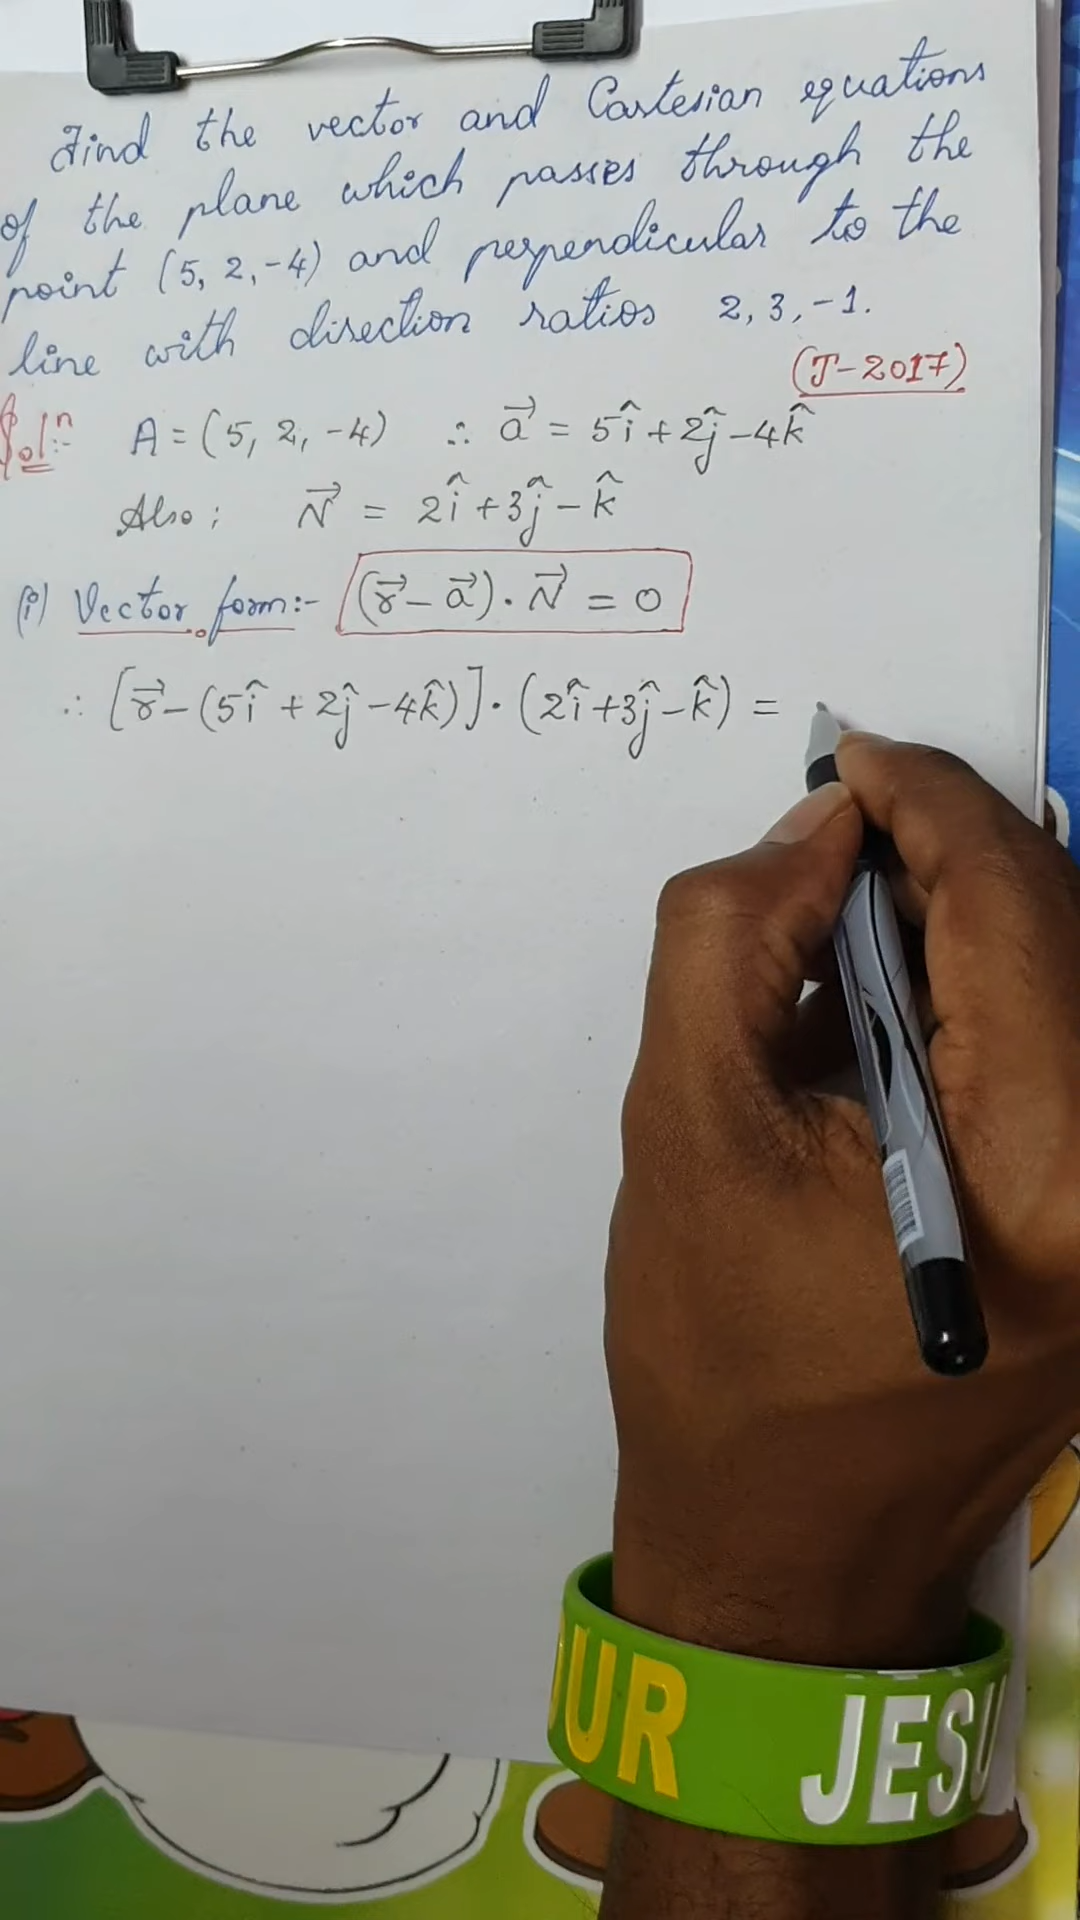 Find the vector and Cartesian equations
of the plane which passes through the
point (5, 2, -4) and perpendicular to the
line with direction ratios 2, 3, -1.
(J-2017)
Solⁿ:- A = (5, 2, -4) ∴ a⃗ = 5î + 2ĵ - 4k̂
Also; N⃗ = 2î + 3ĵ - k̂
(i) Vector form:- (r⃗ - a⃗) · N⃗ = 0
∴ [r⃗ - (5î + 2ĵ - 4k̂)] · (2î + 3ĵ - k̂) =
UR JESU